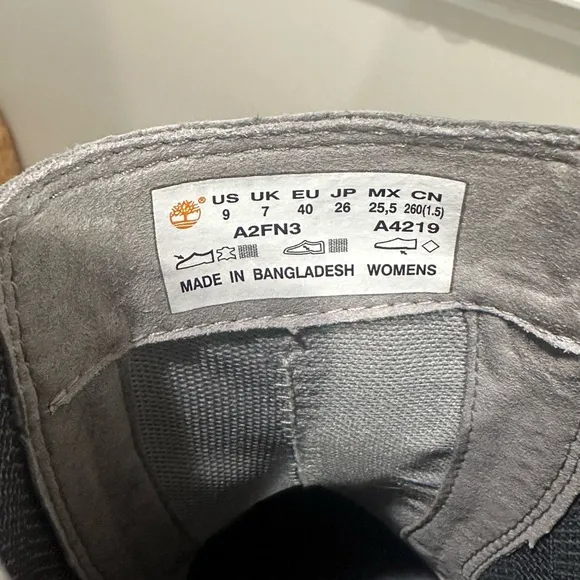 ® US UK EU JP MX CN
9 7 40 26 25,5 260(1.5)
A2FN3 A4219
MADE IN BANGLADESH WOMENS